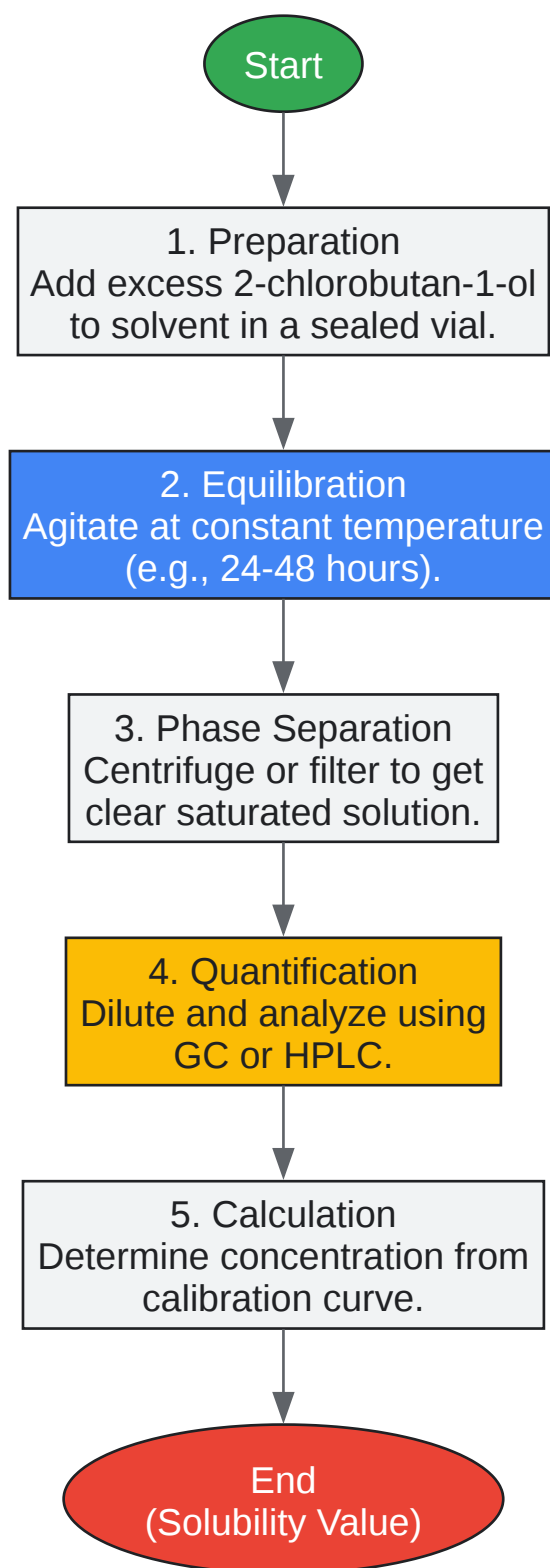 Start
1. Preparation
Add excess 2-chlorobutan-1-ol
to solvent in a sealed vial.
2. Equilibration
Agitate at constant temperature
(e.g., 24-48 hours).
3. Phase Separation
Centrifuge or filter to get
clear saturated solution.
4. Quantification
Dilute and analyze using
GC or HPLC.
5. Calculation
Determine concentration from
calibration curve.
End
(Solubility Value)